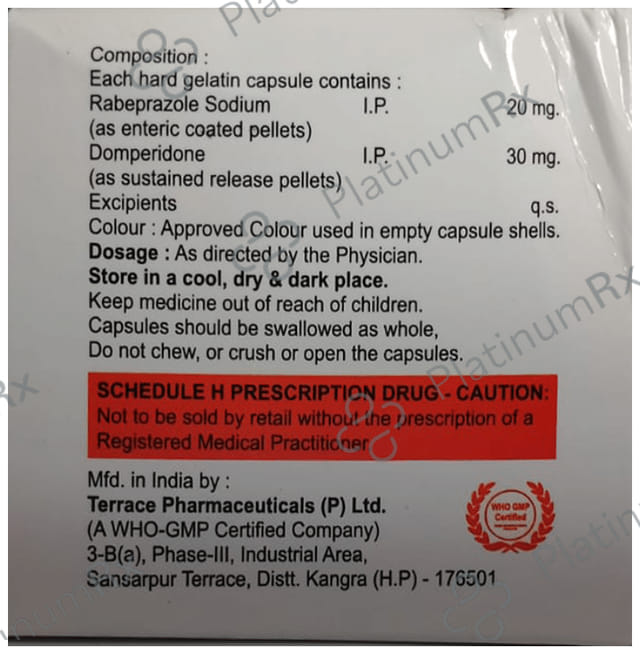 Composition :
Each hard gelatin capsule contains :
Rabeprazole Sodium I.P. 20 mg.
(as enteric coated pellets)
Domperidone I.P. 30 mg.
(as sustained release pellets)
Excipients q.s.
Colour : Approved Colour used in empty capsule shells.
Dosage : As directed by the Physician.
Store in a cool, dry & dark place.
Keep medicine out of reach of children.
Capsules should be swallowed as whole,
Do not chew, or crush or open the capsules.
SCHEDULE H PRESCRIPTION DRUG - CAUTION:
Not to be sold by retail without the prescription of a
Registered Medical Practitioner
Mfd. in India by :
Terrace Pharmaceuticals (P) Ltd.
(A WHO-GMP Certified Company)
3-B(a), Phase-III, Industrial Area,
Sansarpur Terrace, Distt. Kangra (H.P) - 176501
WHO GMP
Certified
PlatinumRx
PlatinumRx